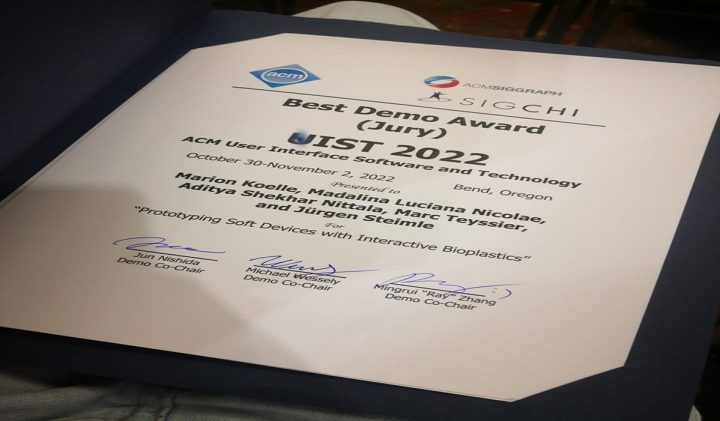 acm
ACMSIGGRAPH
SIGCHI
Best Demo Award
(Jury)
UIST 2022
ACM User Interface Software and Technology
October 30-November 2, 2022 Bend, Oregon
Presented to
Marion Koelle, Madalina Luciana Nicolae,
Aditya Shekhar Nittala, Marc Teyssier,
and Jürgen Steimle
For
“Prototyping Soft Devices with Interactive Bioplastics”
Jun Nishida
Demo Co-Chair
Michael Wessely
Demo Co-Chair
Mingrui “Ray” Zhang
Demo Co-Chair